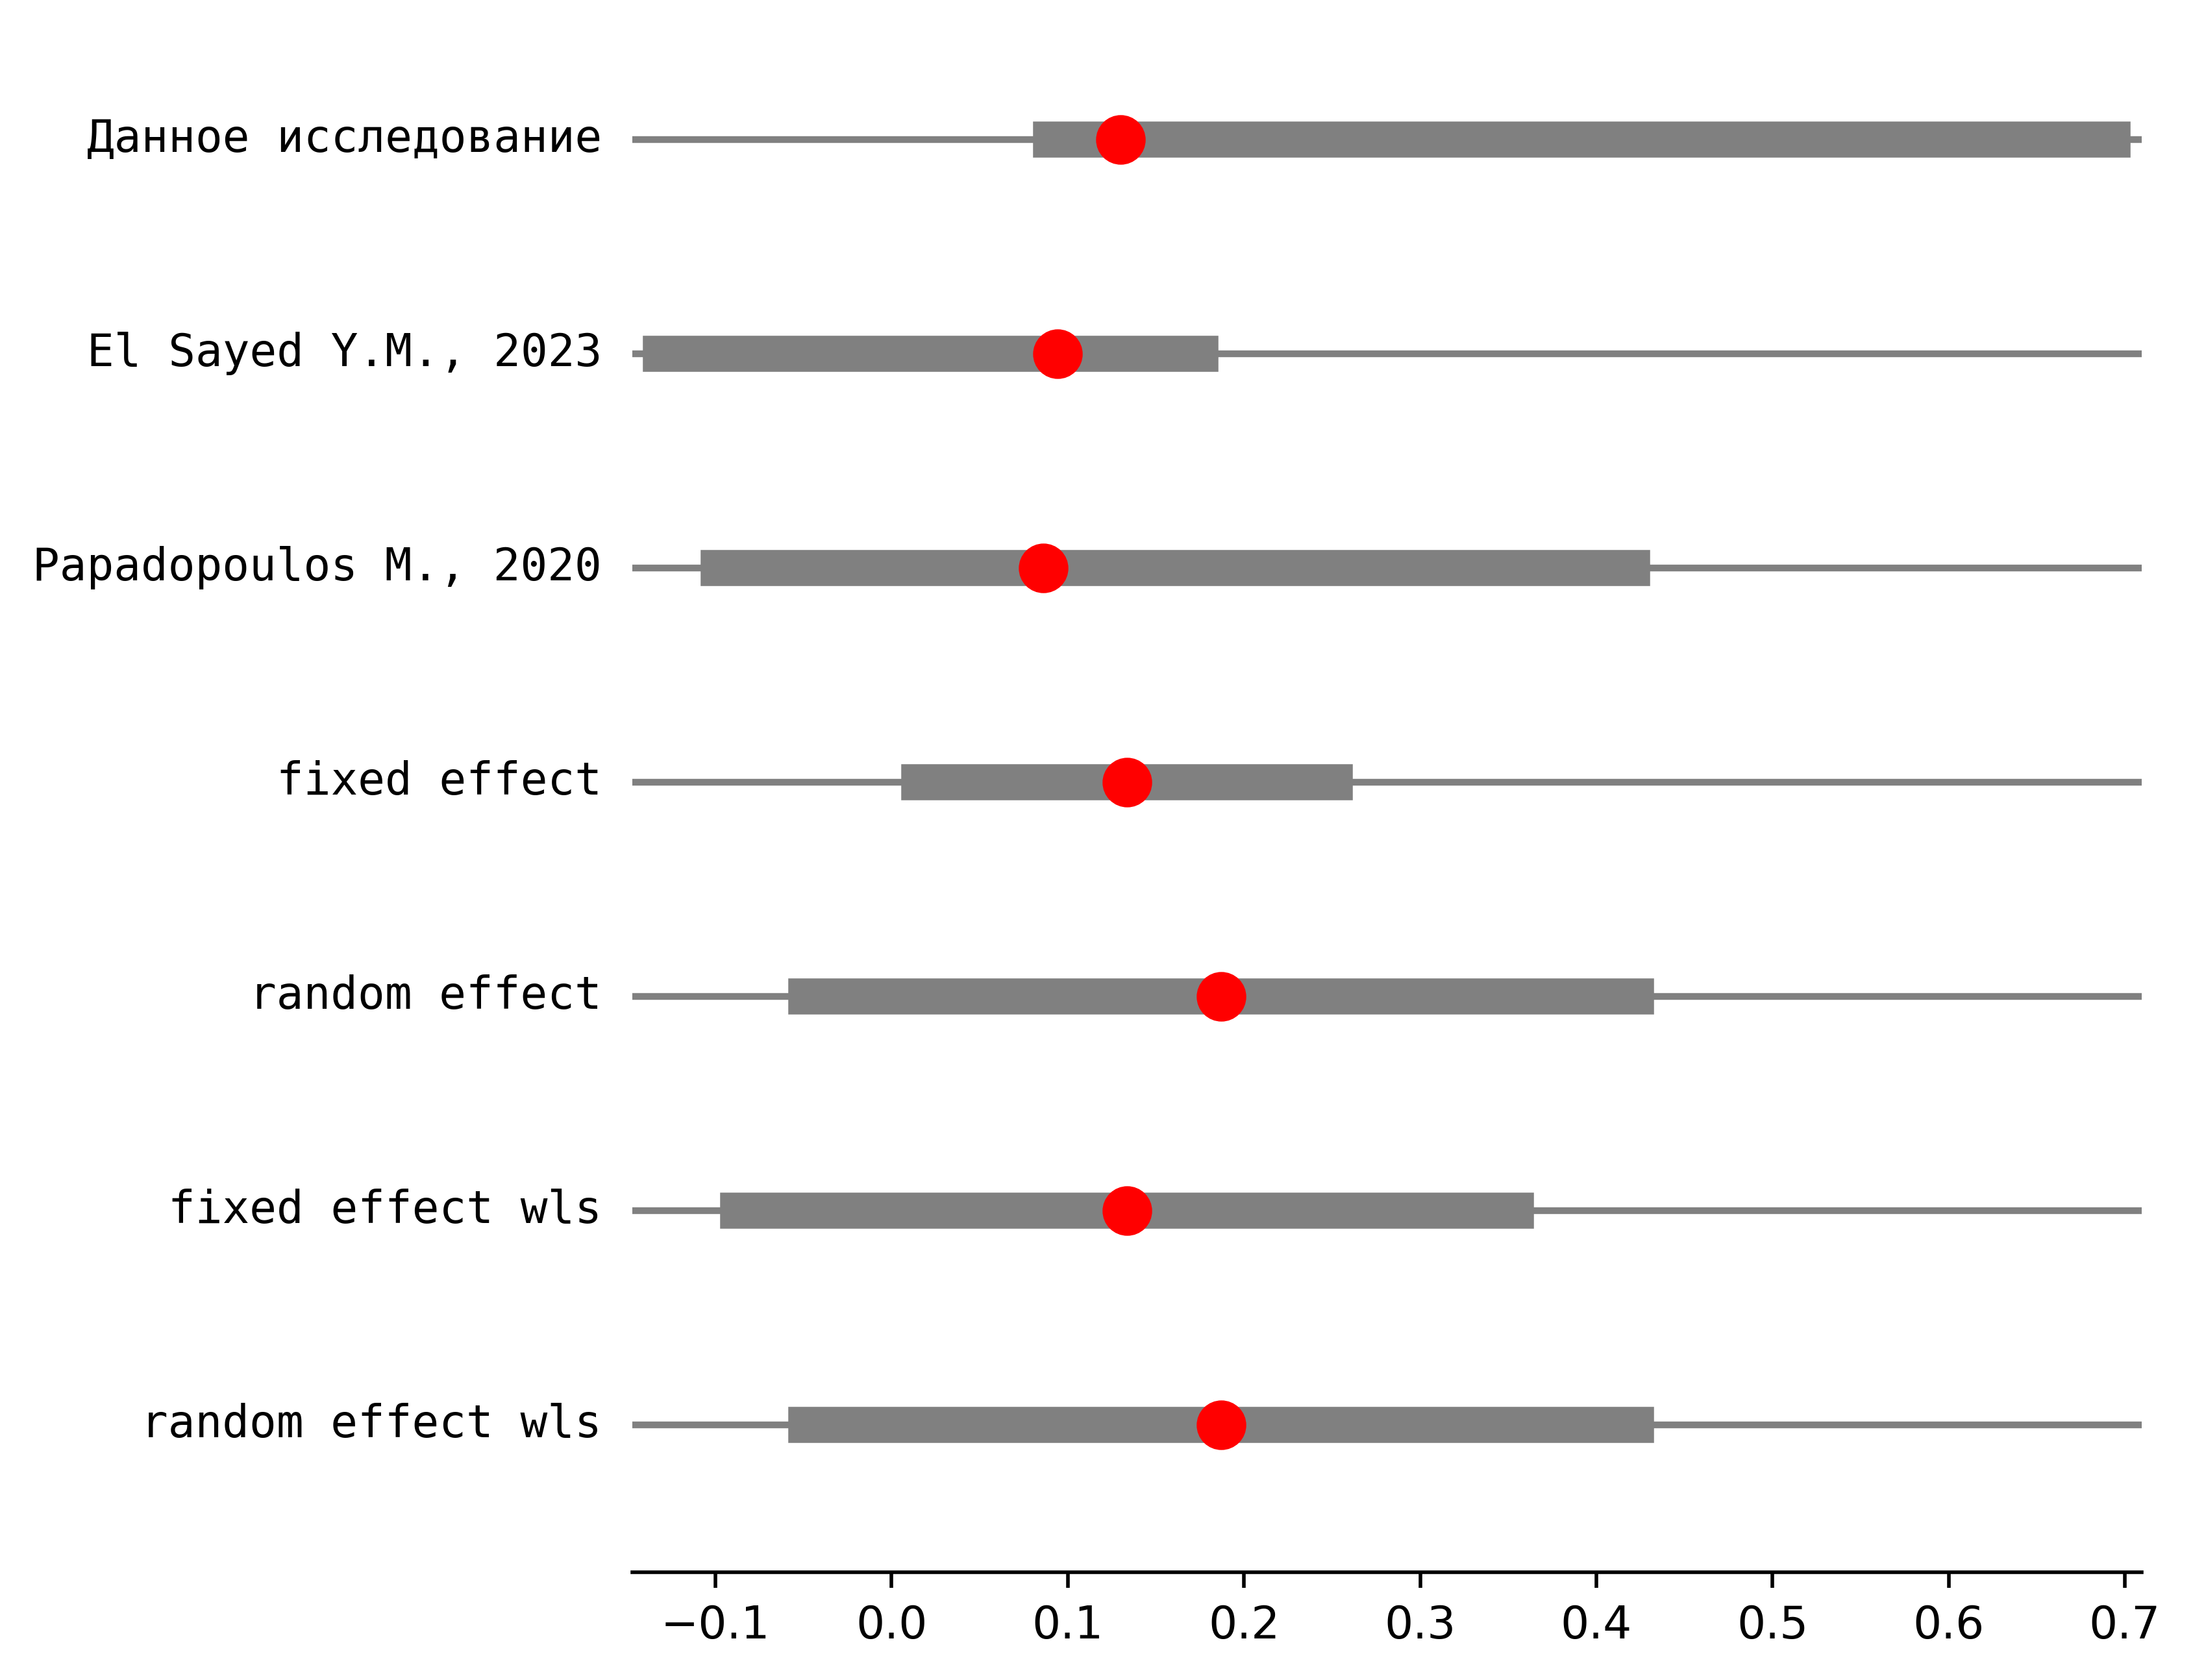 Данное исследование
El Sayed Y.M., 2023
Papadopoulos M., 2020
fixed effect
random effect
fixed effect wls
random effect wls
−0.1 0.0 0.1 0.2 0.3 0.4 0.5 0.6 0.7